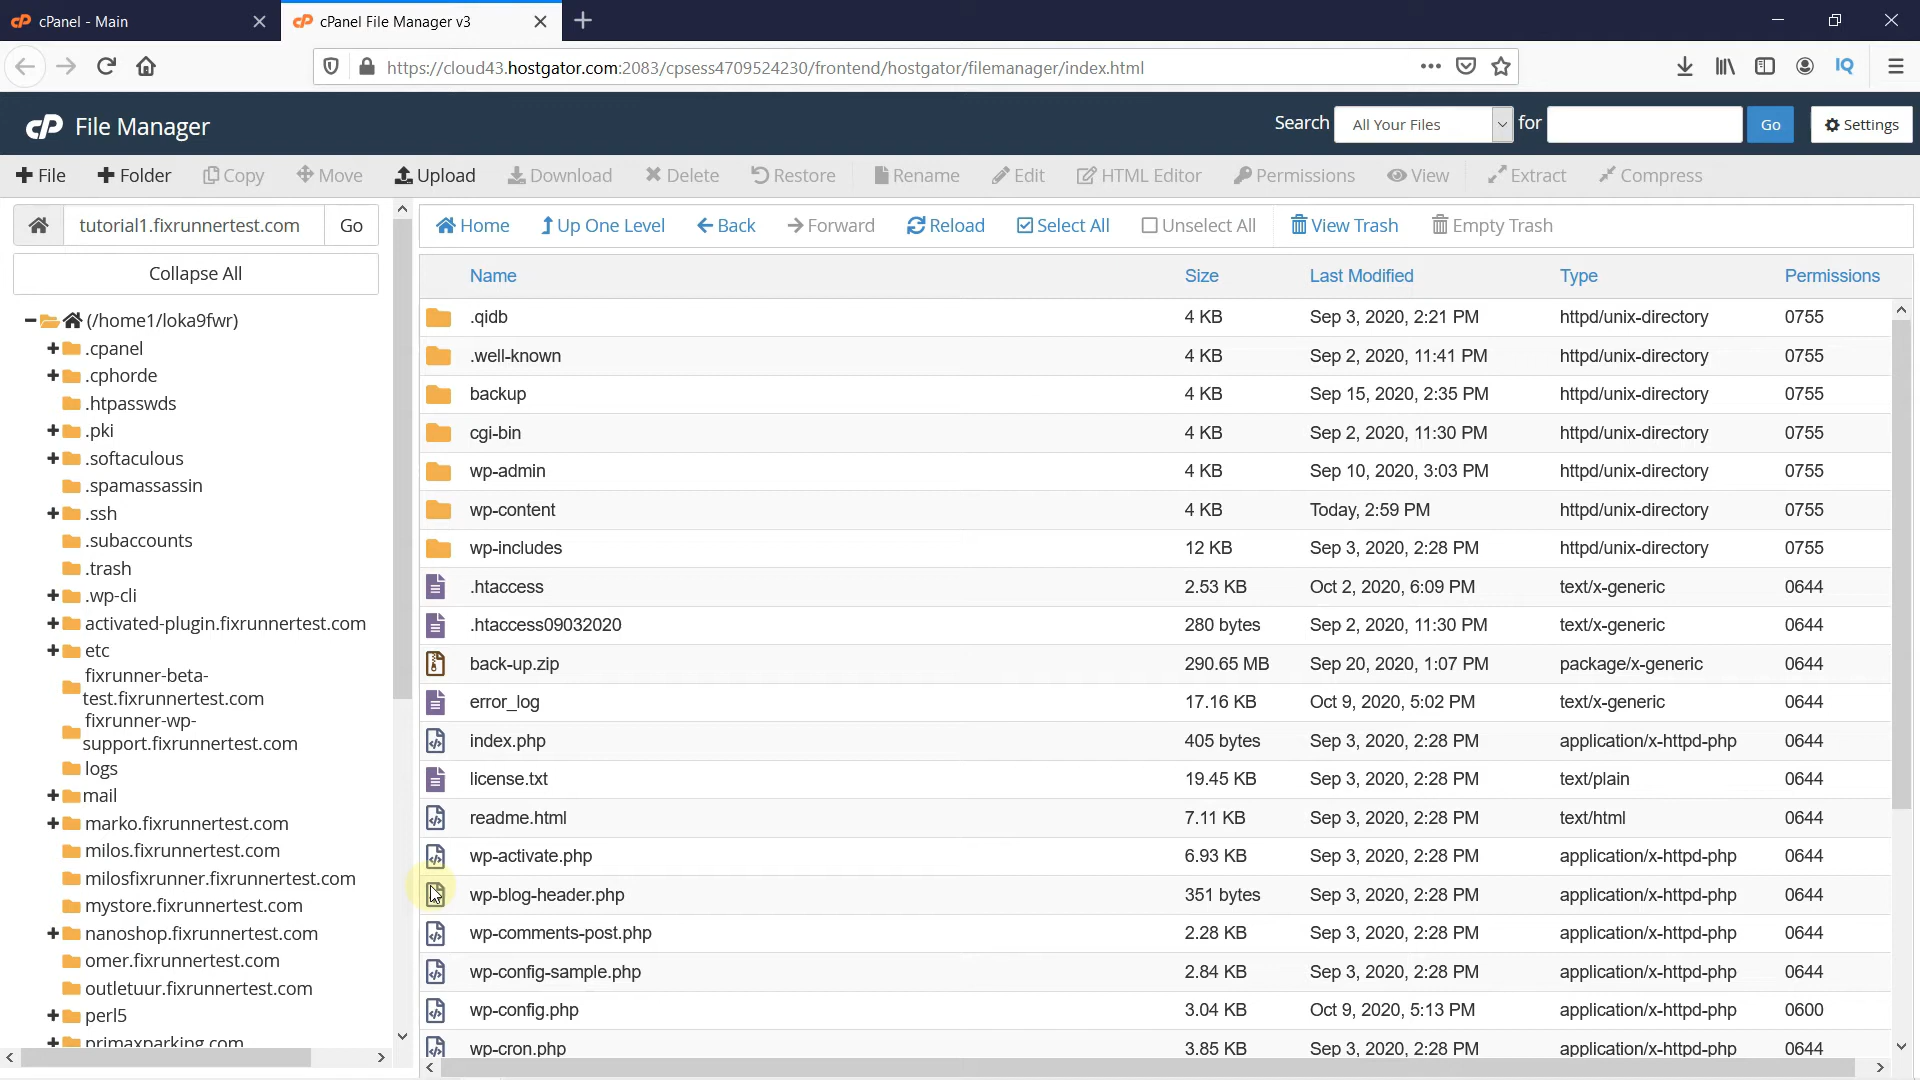 cPanel - Main
cPanel File Manager v3
https://cloud43.hostgator.com:2083/cpsess4709524230/frontend/hostgator/filemanager/index.html
IQ
cP File Manager
Search All Your Files for Go Settings
File Folder Copy Move Upload Download Delete Restore Rename Edit HTML Editor Permissions View Extract Compress
tutorial1.fixrunnertest.com Go
Collapse All
(/home1/loka9fwr)
.cpanel
.cphorde
.htpasswds
.pki
.softaculous
.spamassassin
.ssh
.subaccounts
.trash
.wp-cli
activated-plugin.fixrunnertest.com
etc
fixrunner-beta-
test.fixrunnertest.com
fixrunner-wp-
support.fixrunnertest.com
logs
mail
marko.fixrunnertest.com
milos.fixrunnertest.com
milosfixrunner.fixrunnertest.com
mystore.fixrunnertest.com
nanoshop.fixrunnertest.com
omer.fixrunnertest.com
outletuur.fixrunnertest.com
perl5
primaxparking.com
Home Up One Level Back Forward Reload Select All Unselect All View Trash Empty Trash
Name Size Last Modified Type Permissions
.qidb 4 KB Sep 3, 2020, 2:21 PM httpd/unix-directory 0755
.well-known 4 KB Sep 2, 2020, 11:41 PM httpd/unix-directory 0755
backup 4 KB Sep 15, 2020, 2:35 PM httpd/unix-directory 0755
cgi-bin 4 KB Sep 2, 2020, 11:30 PM httpd/unix-directory 0755
wp-admin 4 KB Sep 10, 2020, 3:03 PM httpd/unix-directory 0755
wp-content 4 KB Today, 2:59 PM httpd/unix-directory 0755
wp-includes 12 KB Sep 3, 2020, 2:28 PM httpd/unix-directory 0755
.htaccess 2.53 KB Oct 2, 2020, 6:09 PM text/x-generic 0644
.htaccess09032020 280 bytes Sep 2, 2020, 11:30 PM text/x-generic 0644
back-up.zip 290.65 MB Sep 20, 2020, 1:07 PM package/x-generic 0644
error_log 17.16 KB Oct 9, 2020, 5:02 PM text/x-generic 0644
index.php 405 bytes Sep 3, 2020, 2:28 PM application/x-httpd-php 0644
license.txt 19.45 KB Sep 3, 2020, 2:28 PM text/plain 0644
readme.html 7.11 KB Sep 3, 2020, 2:28 PM text/html 0644
wp-activate.php 6.93 KB Sep 3, 2020, 2:28 PM application/x-httpd-php 0644
wp-blog-header.php 351 bytes Sep 3, 2020, 2:28 PM application/x-httpd-php 0644
wp-comments-post.php 2.28 KB Sep 3, 2020, 2:28 PM application/x-httpd-php 0644
wp-config-sample.php 2.84 KB Sep 3, 2020, 2:28 PM application/x-httpd-php 0644
wp-config.php 3.04 KB Oct 9, 2020, 5:13 PM application/x-httpd-php 0600
wp-cron.php 3.85 KB Sep 3, 2020, 2:28 PM application/x-httpd-php 0644